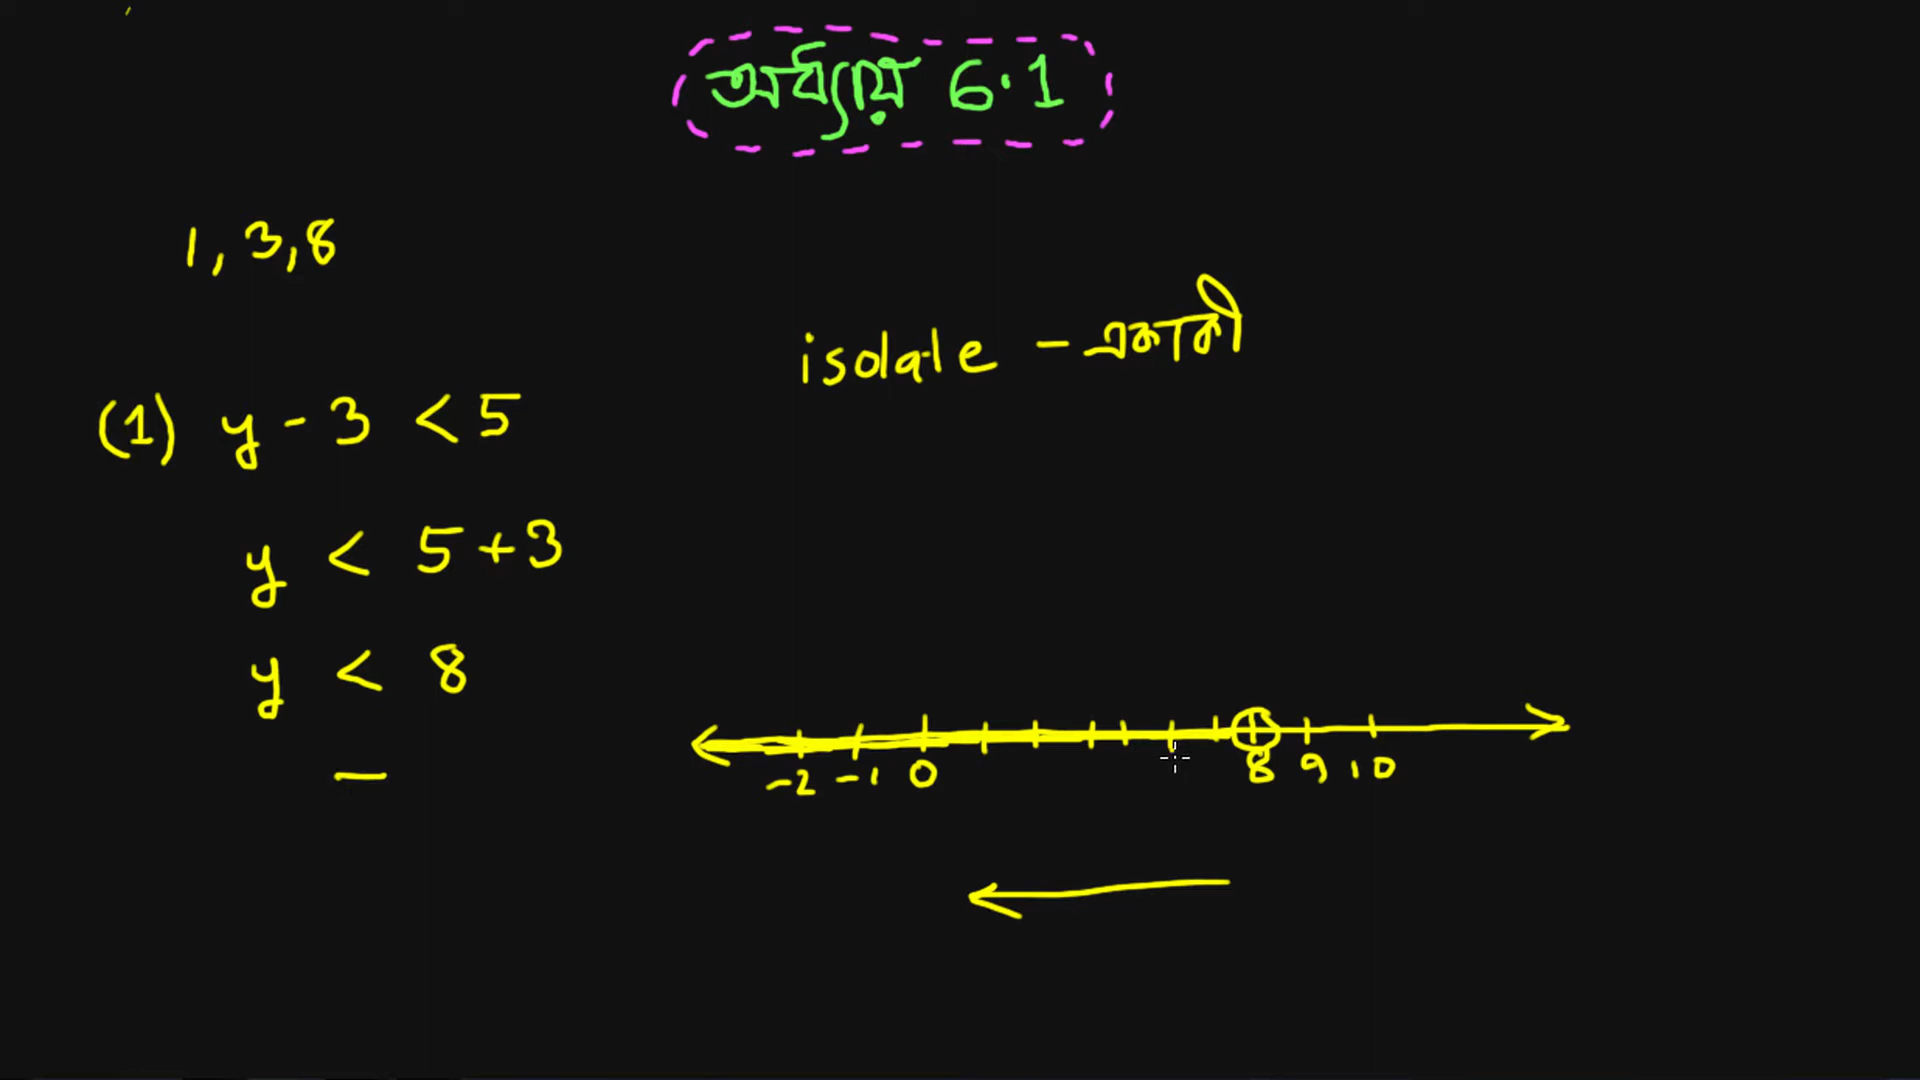 অধ্যায় 6.1
1, 3, 8
isolate - একাকী
(1) y - 3 < 5
y < 5 + 3
y < 8
-2 -1 0 8 9 10